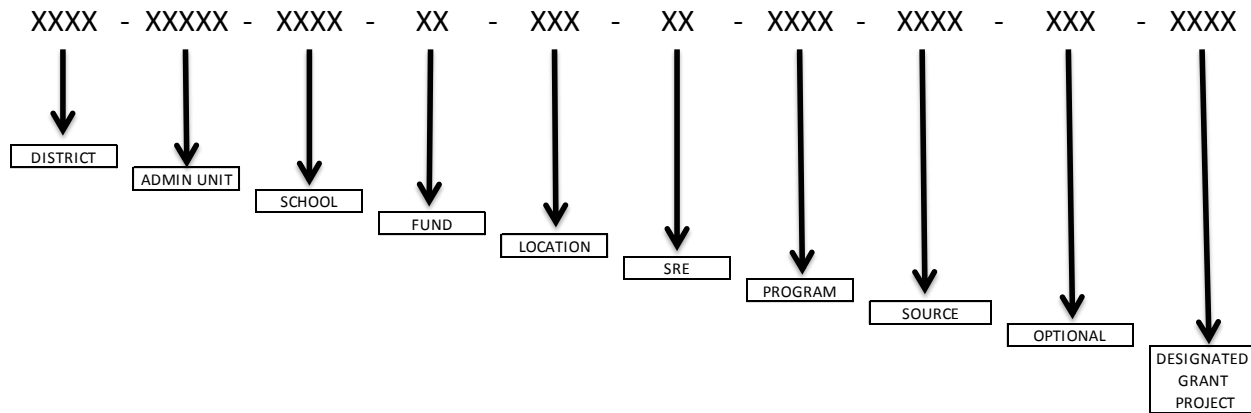 XXXX - XXXXX - XXXX - XX - XXX - XX - XXXX - XXXX - XXX - XXXX
DISTRICT
ADMIN UNIT
SCHOOL
FUND
LOCATION
SRE
PROGRAM
SOURCE
OPTIONAL
DESIGNATED
GRANT
PROJECT